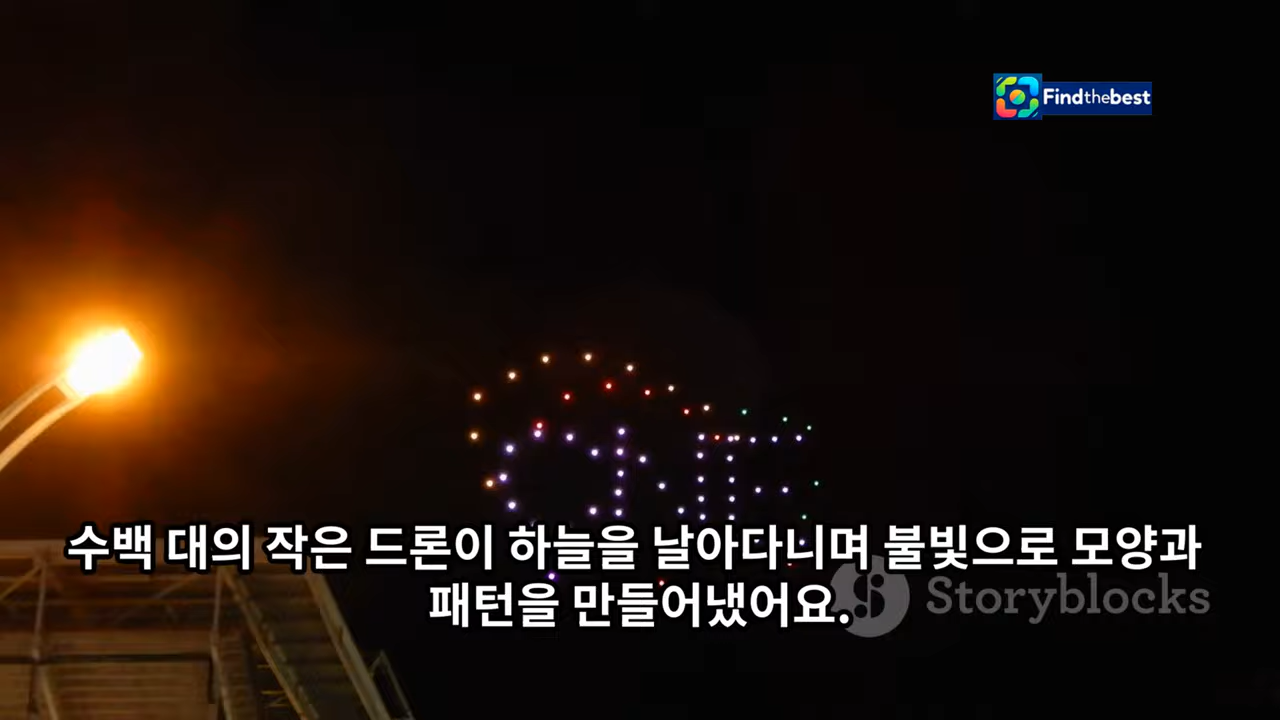 Findthebest
CNE
수백 대의 작은 드론이 하늘을 날아다니며 불빛으로 모양과
패턴을 만들어냈어요.
Storyblocks